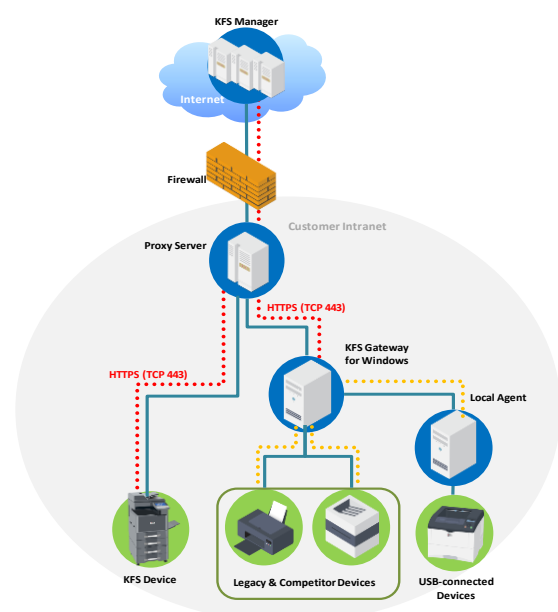 KFS Manager
Internet
Firewall
Customer Intranet
Proxy Server
HTTPS (TCP 443)
KFS Gateway
for Windows
HTTPS (TCP 443)
Local Agent
KFS Device
Legacy & Competitor Devices
USB-connected
Devices